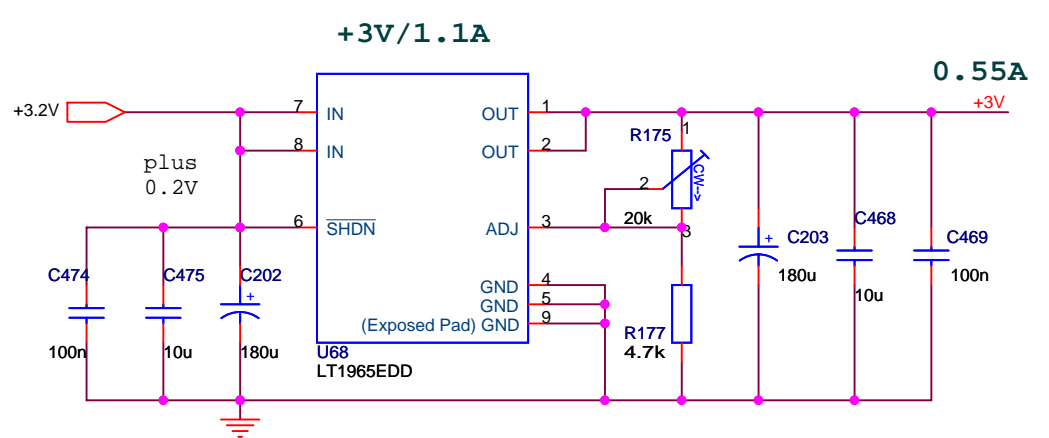 +3V/1.1A
0.55A
+3V
+3.2V
plus
0.2V
7
IN
8
IN
6
SHDN
OUT
1
OUT
2
ADJ
3
GND
4
GND
5
(Exposed Pad) GND
9
U68
LT1965EDD
R175
1
2
3
CW->
20k
R177
4.7k
C474
100n
C475
10u
C202
+
180u
C203
+
180u
C468
10u
C469
100n